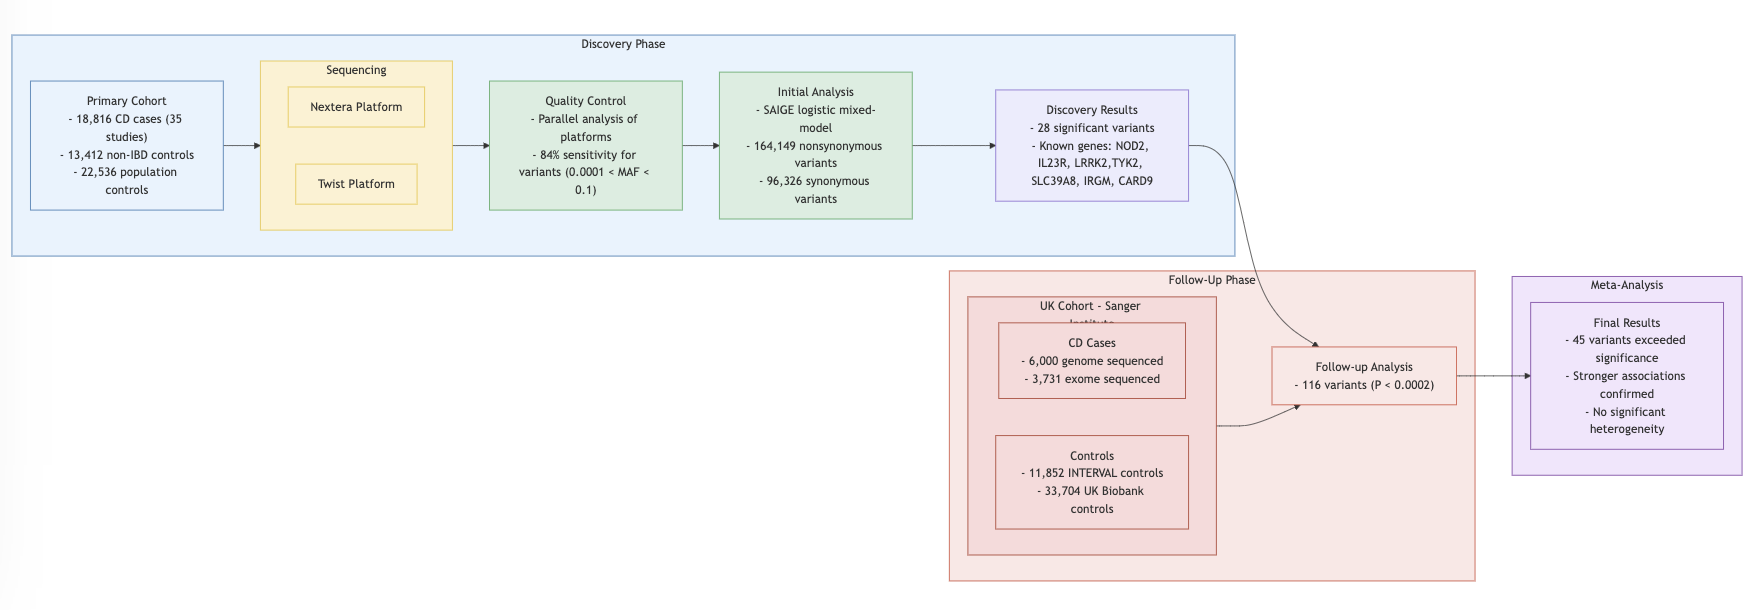 Discovery Phase
Primary Cohort
- 18,816 CD cases (35
studies)
- 13,412 non-IBD controls
- 22,536 population
controls
Sequencing
Nextera Platform
Twist Platform
Quality Control
- Parallel analysis of
platforms
- 84% sensitivity for
variants (0.0001 < MAF <
0.1)
Initial Analysis
- SAIGE logistic mixed-
model
- 164,149 nonsynonymous
variants
- 96,326 synonymous
variants
Discovery Results
- 28 significant variants
- Known genes: NOD2,
IL23R, LRRK2,TYK2,
SLC39A8, IRGM, CARD9
Follow-Up Phase
UK Cohort - Sanger
Institute
CD Cases
- 6,000 genome sequenced
- 3,731 exome sequenced
Controls
- 11,852 INTERVAL controls
- 33,704 UK Biobank
controls
Follow-up Analysis
- 116 variants (P < 0.0002)
Meta-Analysis
Final Results
- 45 variants exceeded
significance
- Stronger associations
confirmed
- No significant
heterogeneity